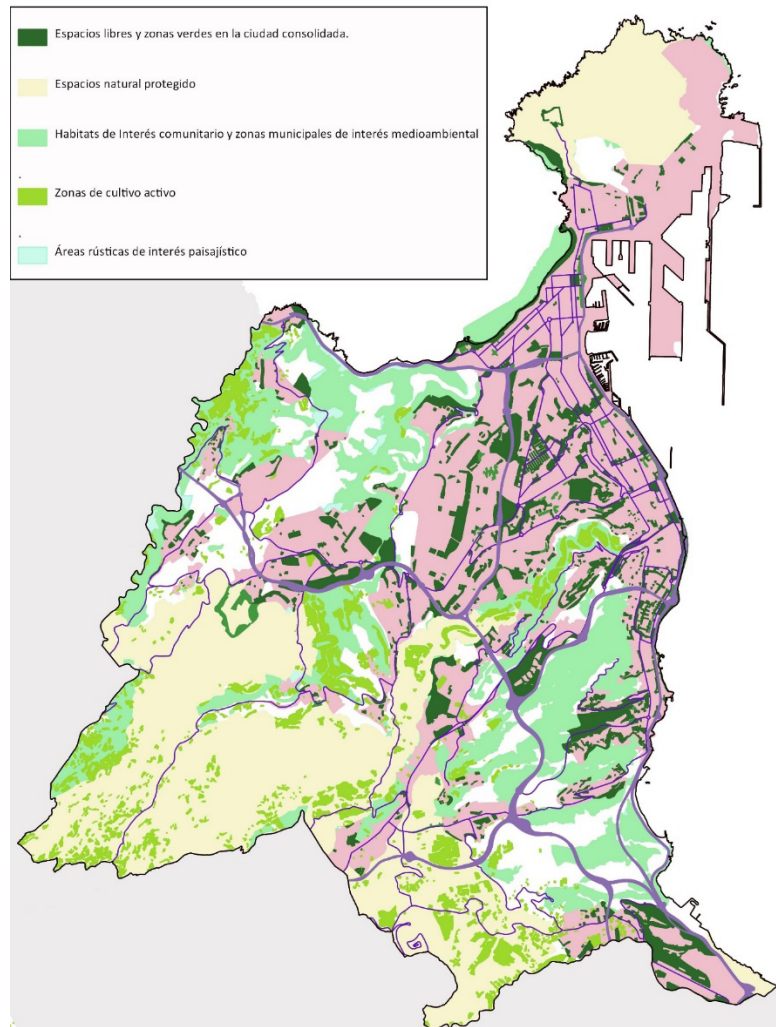 Espacios libres y zonas verdes en la ciudad consolidada.
Espacios natural protegido
Habitats de Interés comunitario y zonas municipales de interés medioambiental
.
Zonas de cultivo activo
.
Áreas rústicas de interés paisajístico